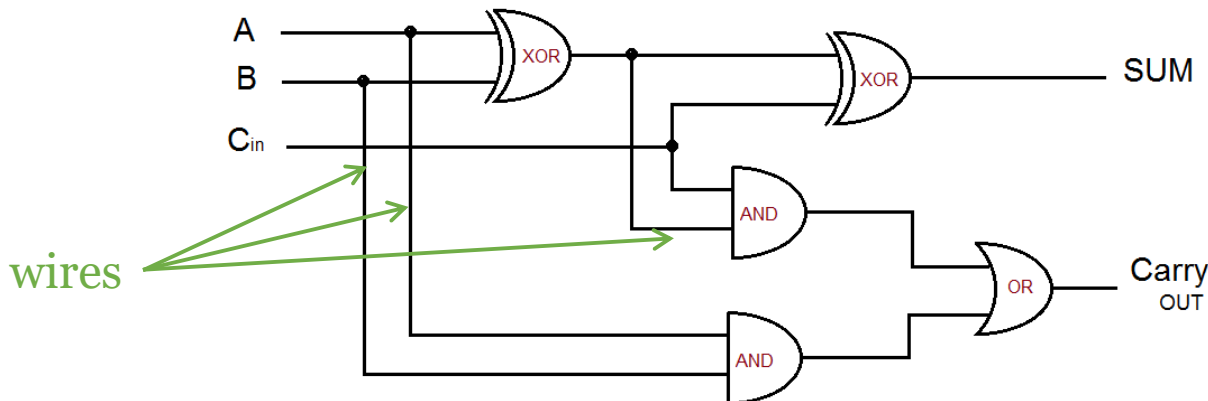 A
B
Cin
XOR
XOR
SUM
AND
wires
AND
OR
Carry
OUT